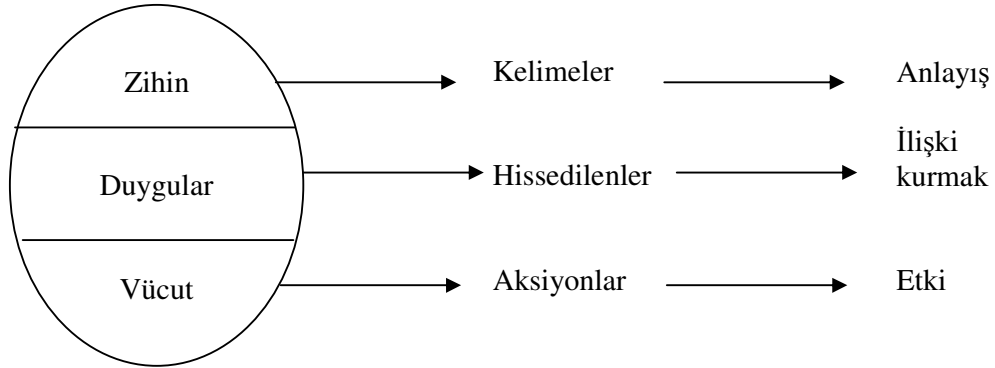 Zihin Kelimeler Anlayış
Duygular Hissedilenler İlişki
kurmak
Vücut Aksiyonlar Etki